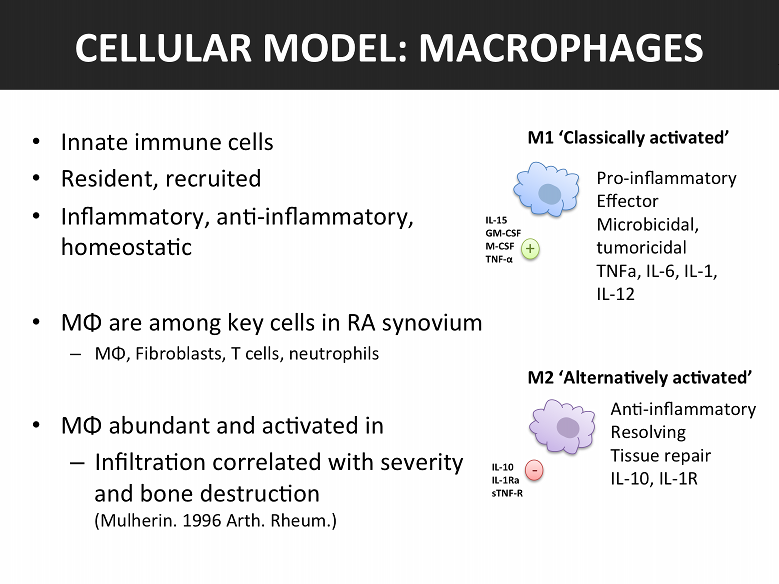 CELLULAR MODEL: MACROPHAGES
• Innate immune cells
• Resident, recruited
• Inflammatory, anti-inflammatory,
homeostatic
• MΦ are among key cells in RA synovium
– MΦ, Fibroblasts, T cells, neutrophils
• MΦ abundant and activated in
– Infiltration correlated with severity
and bone destruction
(Mulherin. 1996 Arth. Rheum.)
M1 ‘Classically activated’
IL-15
GM-CSF
M-CSF
TNF-α
+
Pro-inflammatory
Effector
Microbicidal,
tumoricidal
TNFa, IL-6, IL-1,
IL-12
M2 ‘Alternatively activated’
IL-10
IL-1Ra
sTNF-R
-
Anti-inflammatory
Resolving
Tissue repair
IL-10, IL-1R